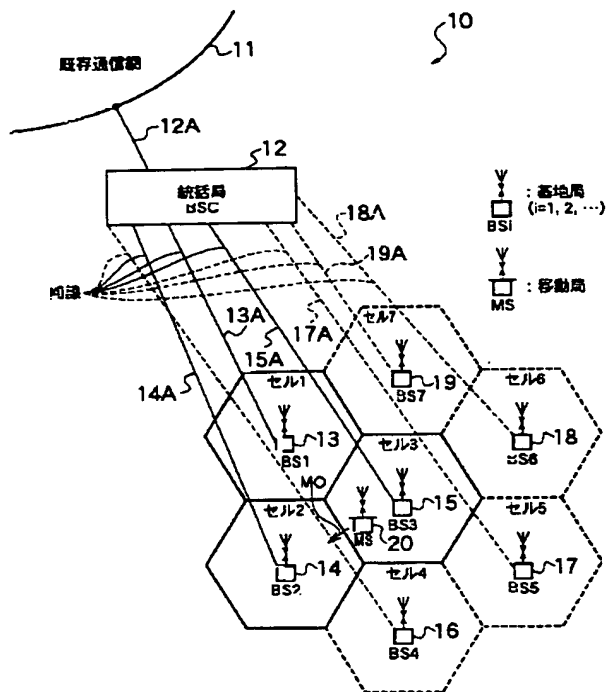 10
11
既存通信網
12A
12
統括局
BSC
18A
19A
BSi
:基地局
(i=1, 2, …)
MS
:移動局
回線
13A
17A
15A
14A
セル7
BS7
19
セル1
セル6
13
BS1
BS6
18
セル3
MO
セル2
15
BS3
セル5
MS
20
14
BS2
セル4
17
BS5
16
BS4